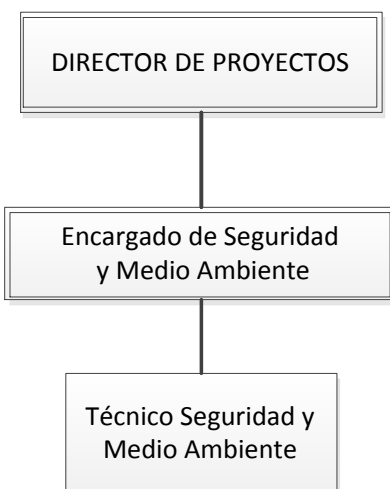 DIRECTOR DE PROYECTOS
Encargado de Seguridad
y Medio Ambiente
Técnico Seguridad y
Medio Ambiente